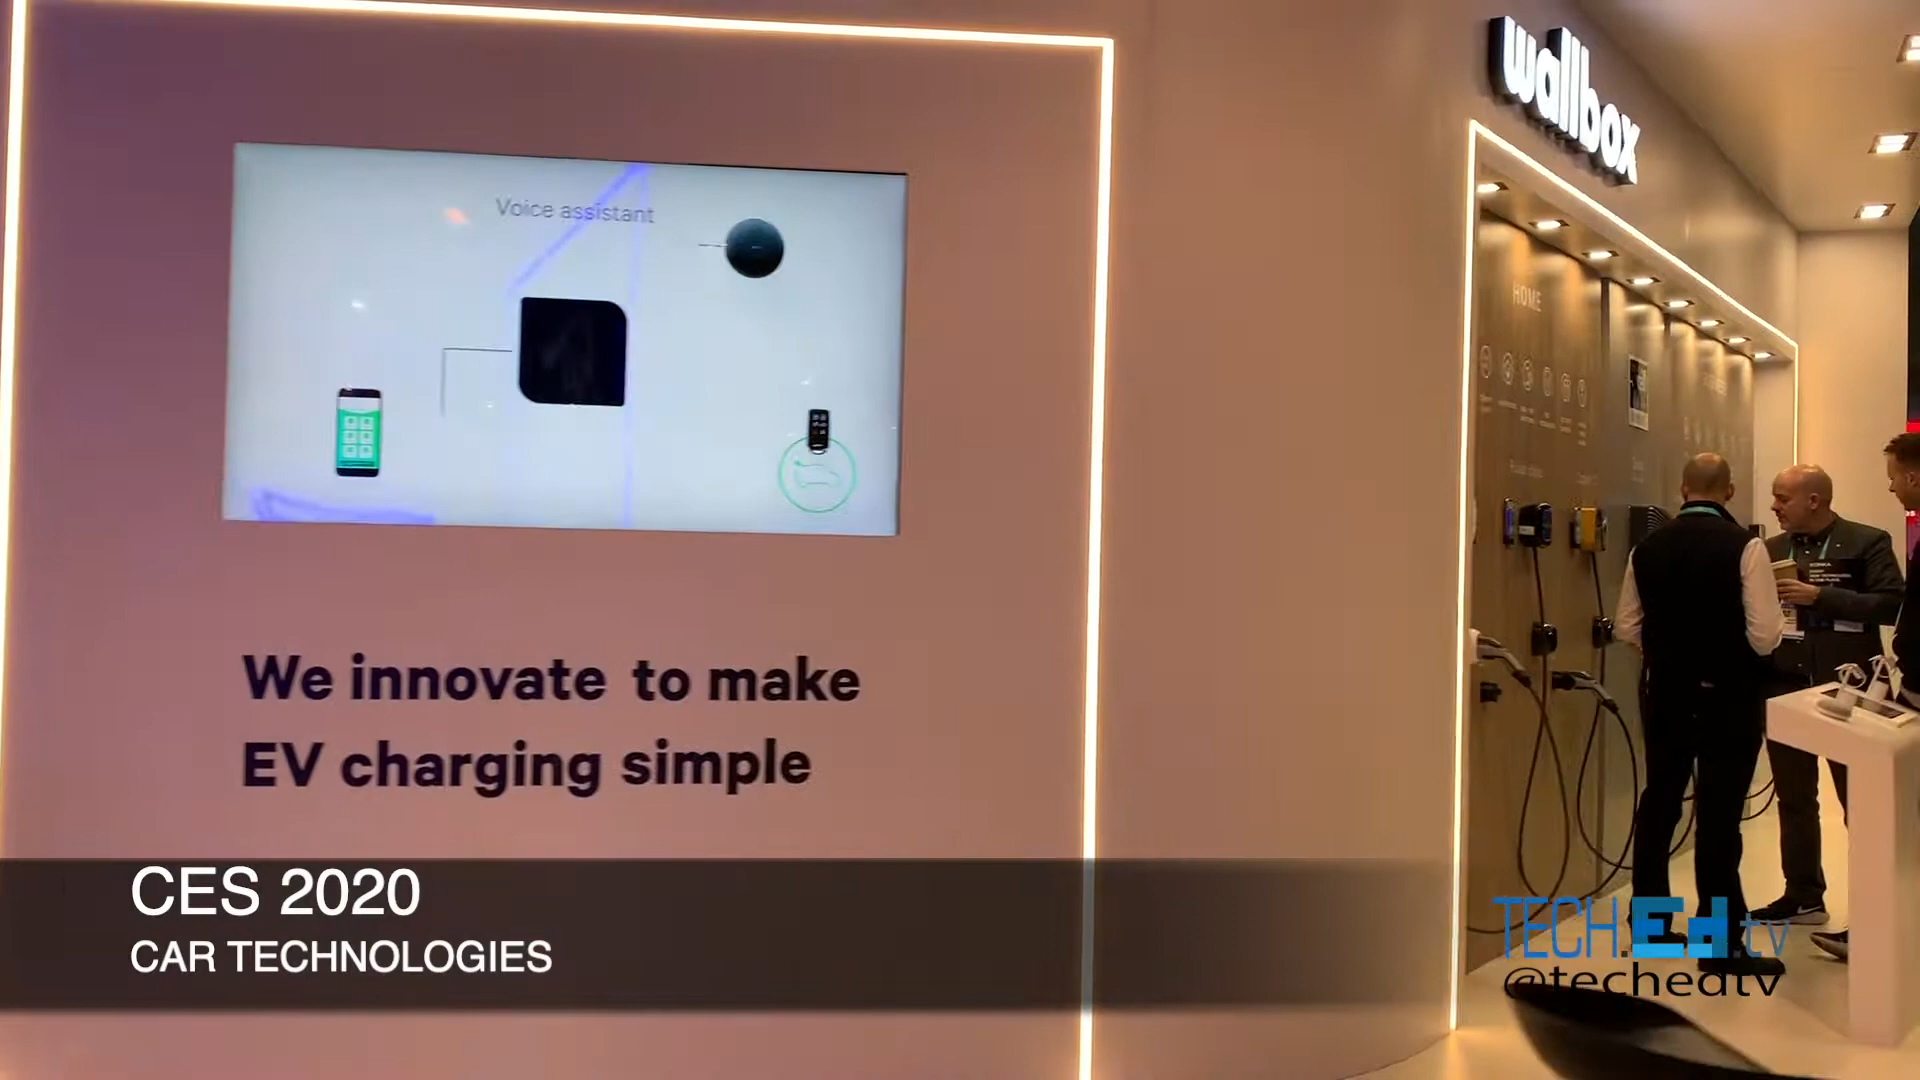 wallbox
Voice assistant
HOME
We innovate to make
EV charging simple
CES 2020
CAR TECHNOLOGIES
TECH.Ed.tv
@techedtv